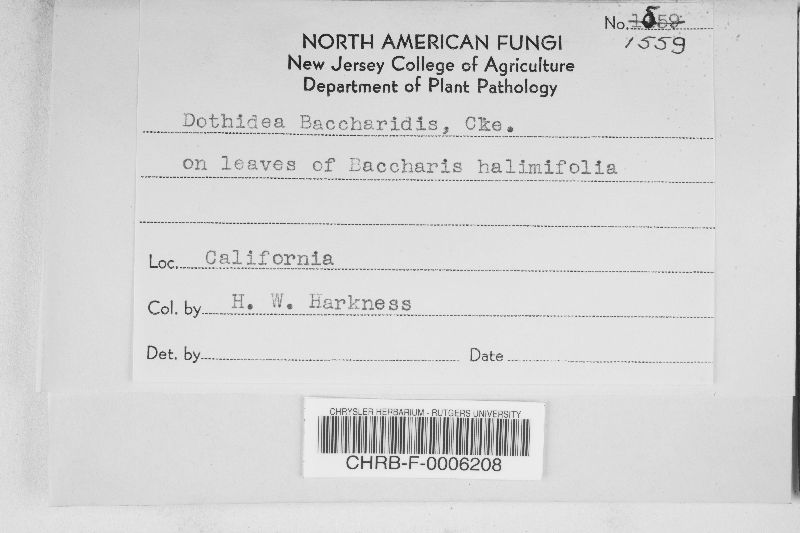 No. 1559
1559
NORTH AMERICAN FUNGI
New Jersey College of Agriculture
Department of Plant Pathology
Dothidea Baccharidis, Cke.
on leaves of Baccharis halimifolia
Loc. California
Col. by H. W. Harkness
Det. by
Date
CHRYSLER HERBARIUM - RUTGERS UNIVERSITY
CHRB-F-0006208